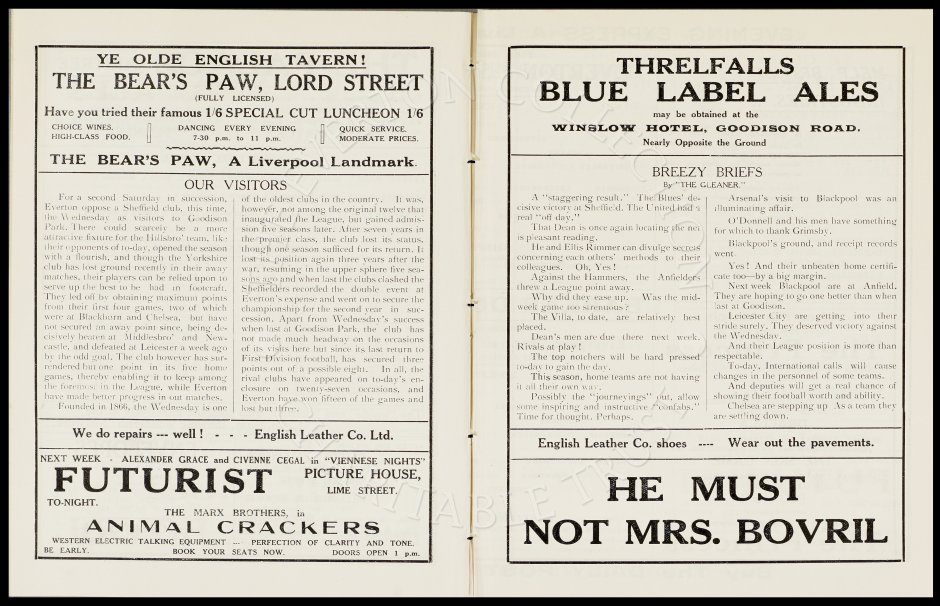 YE OLDE ENGLISH TAVERN!
THE BEAR'S PAW, LORD STREET
(FULLY LICENSED)
Have you tried their famous 1/6 SPECIAL CUT LUNCHEON 1/6
CHOICE WINES.
HIGH-CLASS FOOD.
DANCING EVERY EVENING
7-30 p.m. to 11 p.m.
QUICK SERVICE.
MODERATE PRICES.
THE BEAR'S PAW, A Liverpool Landmark.
OUR VISITORS
For a second Saturday in succession,
Everton oppose a Sheffield club, this time,
the Wednesday as visitors to Goodison
Park. There could scarcely be a more
attractive fixture for the Hillsbro' team, like
their opponents of to-day, opened the season
with a flourish, and though the Yorkshire
club has lost ground recently in their away
matches, their players can be relied upon to
serve up the best to be had in footcraft.
They led off by obtaining maximum points
from their first four games, two of which
were at Blackburn and Chelsea, but have
not secured an away point since, being de-
cisively beaten at Middlesbro' and New-
castle, and defeated at Leicester a week ago
by the odd goal. The club however has sur-
rendered but one point in its five home
games, thereby enabling it to keep among
the foremost in the League, while Everton
have made better progress in out matches.
Founded in 1866, the Wednesday is one
of the oldest clubs in the country. It was,
however, not among the original twelve that
inaugurated the League, but gained admis-
sion five seasons later. After seven years in
the premier class, the club lost its status,
though one season sufficed for its return. It
lost its position again three years after the
war, resulting in the upper sphere five sea-
sons ago and when last the clubs clashed the
Sheffielders recorded the double event at
Everton's expense and went on to secure the
championship for the second year in suc-
cession. Apart from Wednesday's success
when last at Goodison Park, the club has
not made much headway on the occasions
of its visits here but since its last return to
First Division football, has secured three
points out of a possible eight. In all, the
rival clubs have appeared on to-day's en-
closure on twenty-seven occasions, and
Everton have won fifteen of the games and
lost but three.
We do repairs --- well ! - - - English Leather Co. Ltd.
NEXT WEEK - ALEXANDER GRACE and CIVENNE CEGAL in "VIENNESE NIGHTS"
FUTURIST PICTURE HOUSE,
LIME STREET.
TO-NIGHT.
THE MARX BROTHERS, in
ANIMAL CRACKERS
WESTERN ELECTRIC TALKING EQUIPMENT --- PERFECTION OF CLARITY AND TONE.
BE EARLY. BOOK YOUR SEATS NOW. DOORS OPEN 1 p.m.
THRELFALLS
BLUE LABEL ALES
may be obtained at the
WINSLOW HOTEL, GOODISON ROAD.
Nearly Opposite the Ground
BREEZY BRIEFS
By "THE GLEANER."
A "staggering result." The Blues' de-
cisive victory at Sheffield. The United had a
real "off day."
That Dean is once again locating the net
is pleasant reading.
He and Ellis Rimmer can divulge secrets
concerning each others' methods to their
colleagues. Oh, Yes!
Against the Hammers, the Anfielders
threw a League point away.
Why did they ease up. Was the mid-
week game too strenuous?
The Villa, to date, are relatively best
placed.
Dean's men are due there next week.
Rivals at play!
The top notchers will be hard pressed
to-day to gain the day.
This season, home teams are not having
it all their own way.
Possibly the "journeyings" out, allow
some inspiring and instructive "confabs."
Time for thought. Perhaps.
Arsenal's visit to Blackpool was an
illuminating affair.
O'Donnell and his men have something
for which to thank Grimsby.
Blackpool's ground, and receipt records
went.
Yes! And their unbeaten home certifi-
cate too—by a big margin.
Next week Blackpool are at Anfield.
They are hoping to go one better than when
last at Goodison.
Leicester City are getting into their
stride surely. They deserved victory against
the Wednesday.
And their League position is more than
respectable.
To-day, International calls will cause
changes in the personnel of some teams.
And deputies will get a real chance of
showing their football worth and ability.
Chelsea are stepping up As a team they
are settling down.
English Leather Co. shoes ---- Wear out the pavements.
HE MUST
NOT MRS. BOVRIL